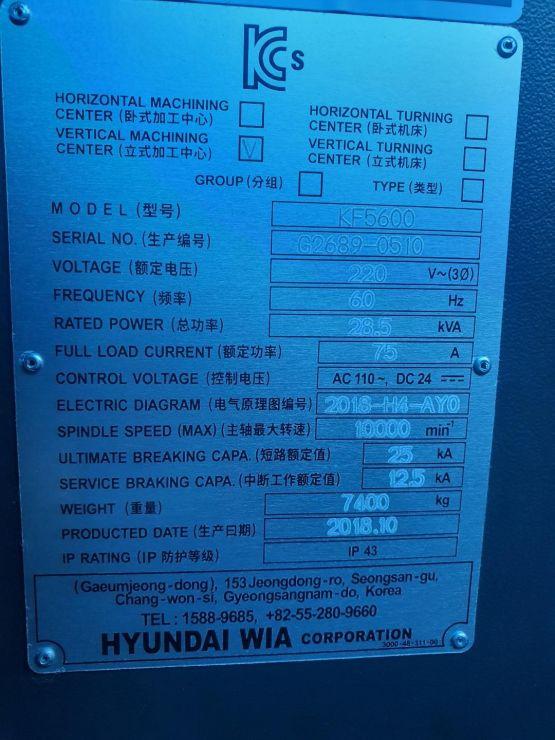 KCs
HORIZONTAL MACHINING CENTER (卧式加工中心)
HORIZONTAL TURNING CENTER (卧式机床)
VERTICAL MACHINING CENTER (立式加工中心) V
VERTICAL TURNING CENTER (立式机床)
GROUP (分组)
TYPE (类型)
MODEL (型号) KF5600
SERIAL NO. (生产编号) G2689-0510
VOLTAGE (额定电压) 220 V~(3Ø)
FREQUENCY (频率) 60 Hz
RATED POWER (总功率) 28.5 kVA
FULL LOAD CURRENT (额定功率) 75 A
CONTROL VOLTAGE (控制电压) AC 110 ~, DC 24
ELECTRIC DIAGRAM (电气原理图编号) 2018-H4-AY0
SPINDLE SPEED (MAX) (主轴最大转速) 10000 min⁻¹
ULTIMATE BREAKING CAPA. (短路额定值) 25 kA
SERVICE BRAKING CAPA. (中断工作额定值) 12.5 kA
WEIGHT (重量) 7400 kg
PRODUCTED DATE (生产日期) 2018.10
IP RATING (IP 防护等级) IP 43
(Gaeumjeong-dong), 153 Jeongdong-ro, Seongsan-gu,
Chang-won-si, Gyeongsangnam-do, Korea
TEL : 1588-9685, +82-55-280-9660
HYUNDAI WIA CORPORATION
3000-48-311-00